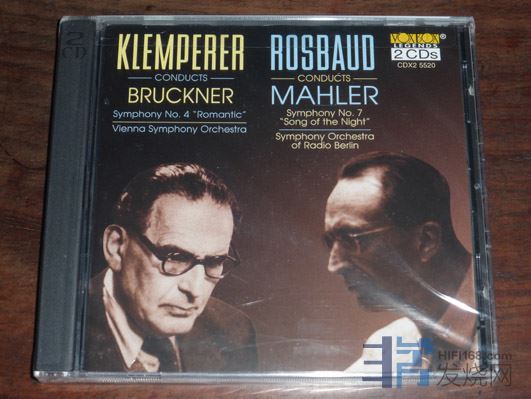 2 CD
KLEMPERER
CONDUCTS
BRUCKNER
Symphony No. 4 "Romantic"
Vienna Symphony Orchestra
ROSBAUD
CONDUCTS
MAHLER
Symphony No. 7
"Song of the Night"
Symphony Orchestra
of Radio Berlin
VOXBOX
LEGENDS
2 CDs
CDX2 5520
HIFI168.com
发烧网